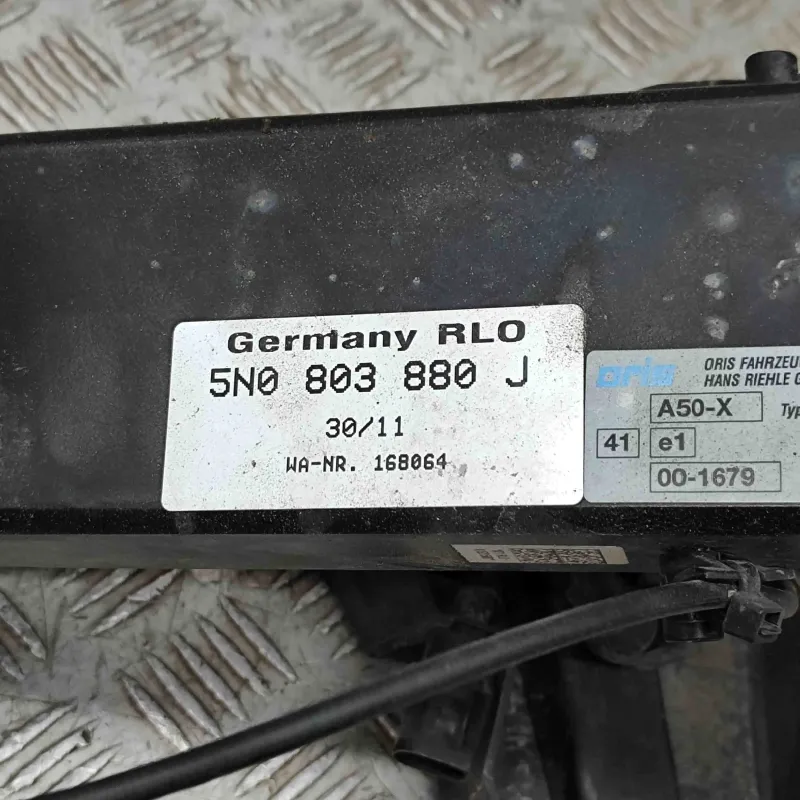 Germany RLO
5N0 803 880 J
30/11
WA-NR. 168064
oris
ORIS FAHRZEU
HANS RIEHLE G
A50-X Typ
41 e1
00-1679